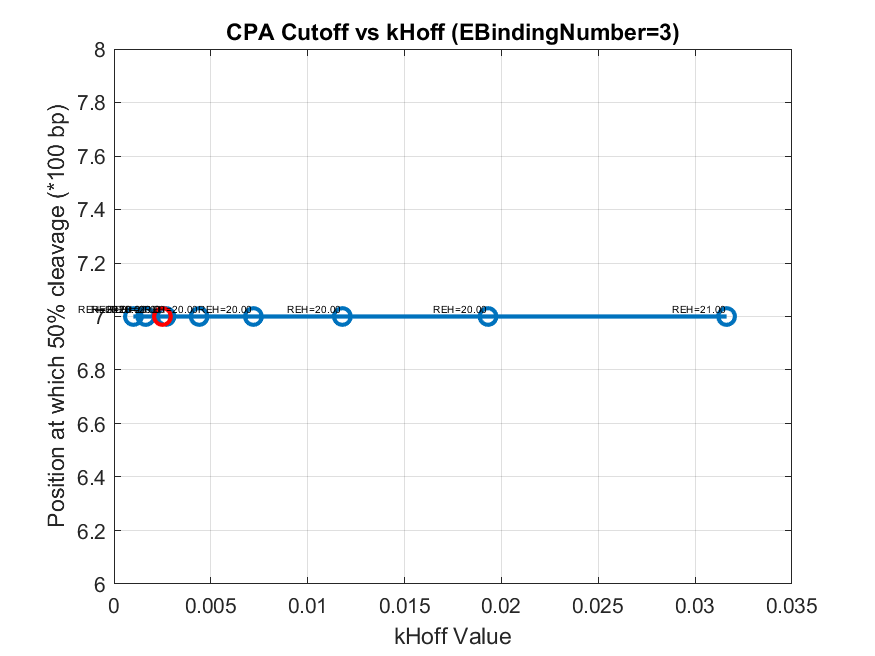 CPA Cutoff vs kHoff (EBindingNumber=3)
Position at which 50% cleavage (*100 bp)
8
7.8
7.6
7.4
7.2
7
6.8
6.6
6.4
6.2
6
REH=20.00
REH=20.00
REH=20.00
REH=21.00
0
0.005
0.01
0.015
0.02
0.025
0.03
0.035
kHoff Value